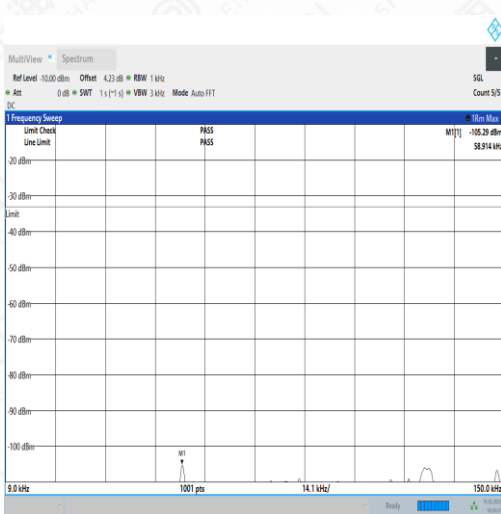 MultiView * Spectrum
Ref Level -10.00 dBm Offset 4.23 dB RBW 1 kHz SGL
Att 0 dB SWT 1 s (~1 s) VBW 3 kHz Mode Auto FFT Count 5/5
DC
1 Frequency Sweep 1Rm Max
Limit Check PASS M1[1] -105.29 dBm
Line Limit PASS 58.914 kHz
-20 dBm
-30 dBm
Limit
-40 dBm
-50 dBm
-60 dBm
-70 dBm
-80 dBm
-90 dBm
-100 dBm
M1
9.0 kHz 1001 pts 14.1 kHz/ 150.0 kHz
Ready